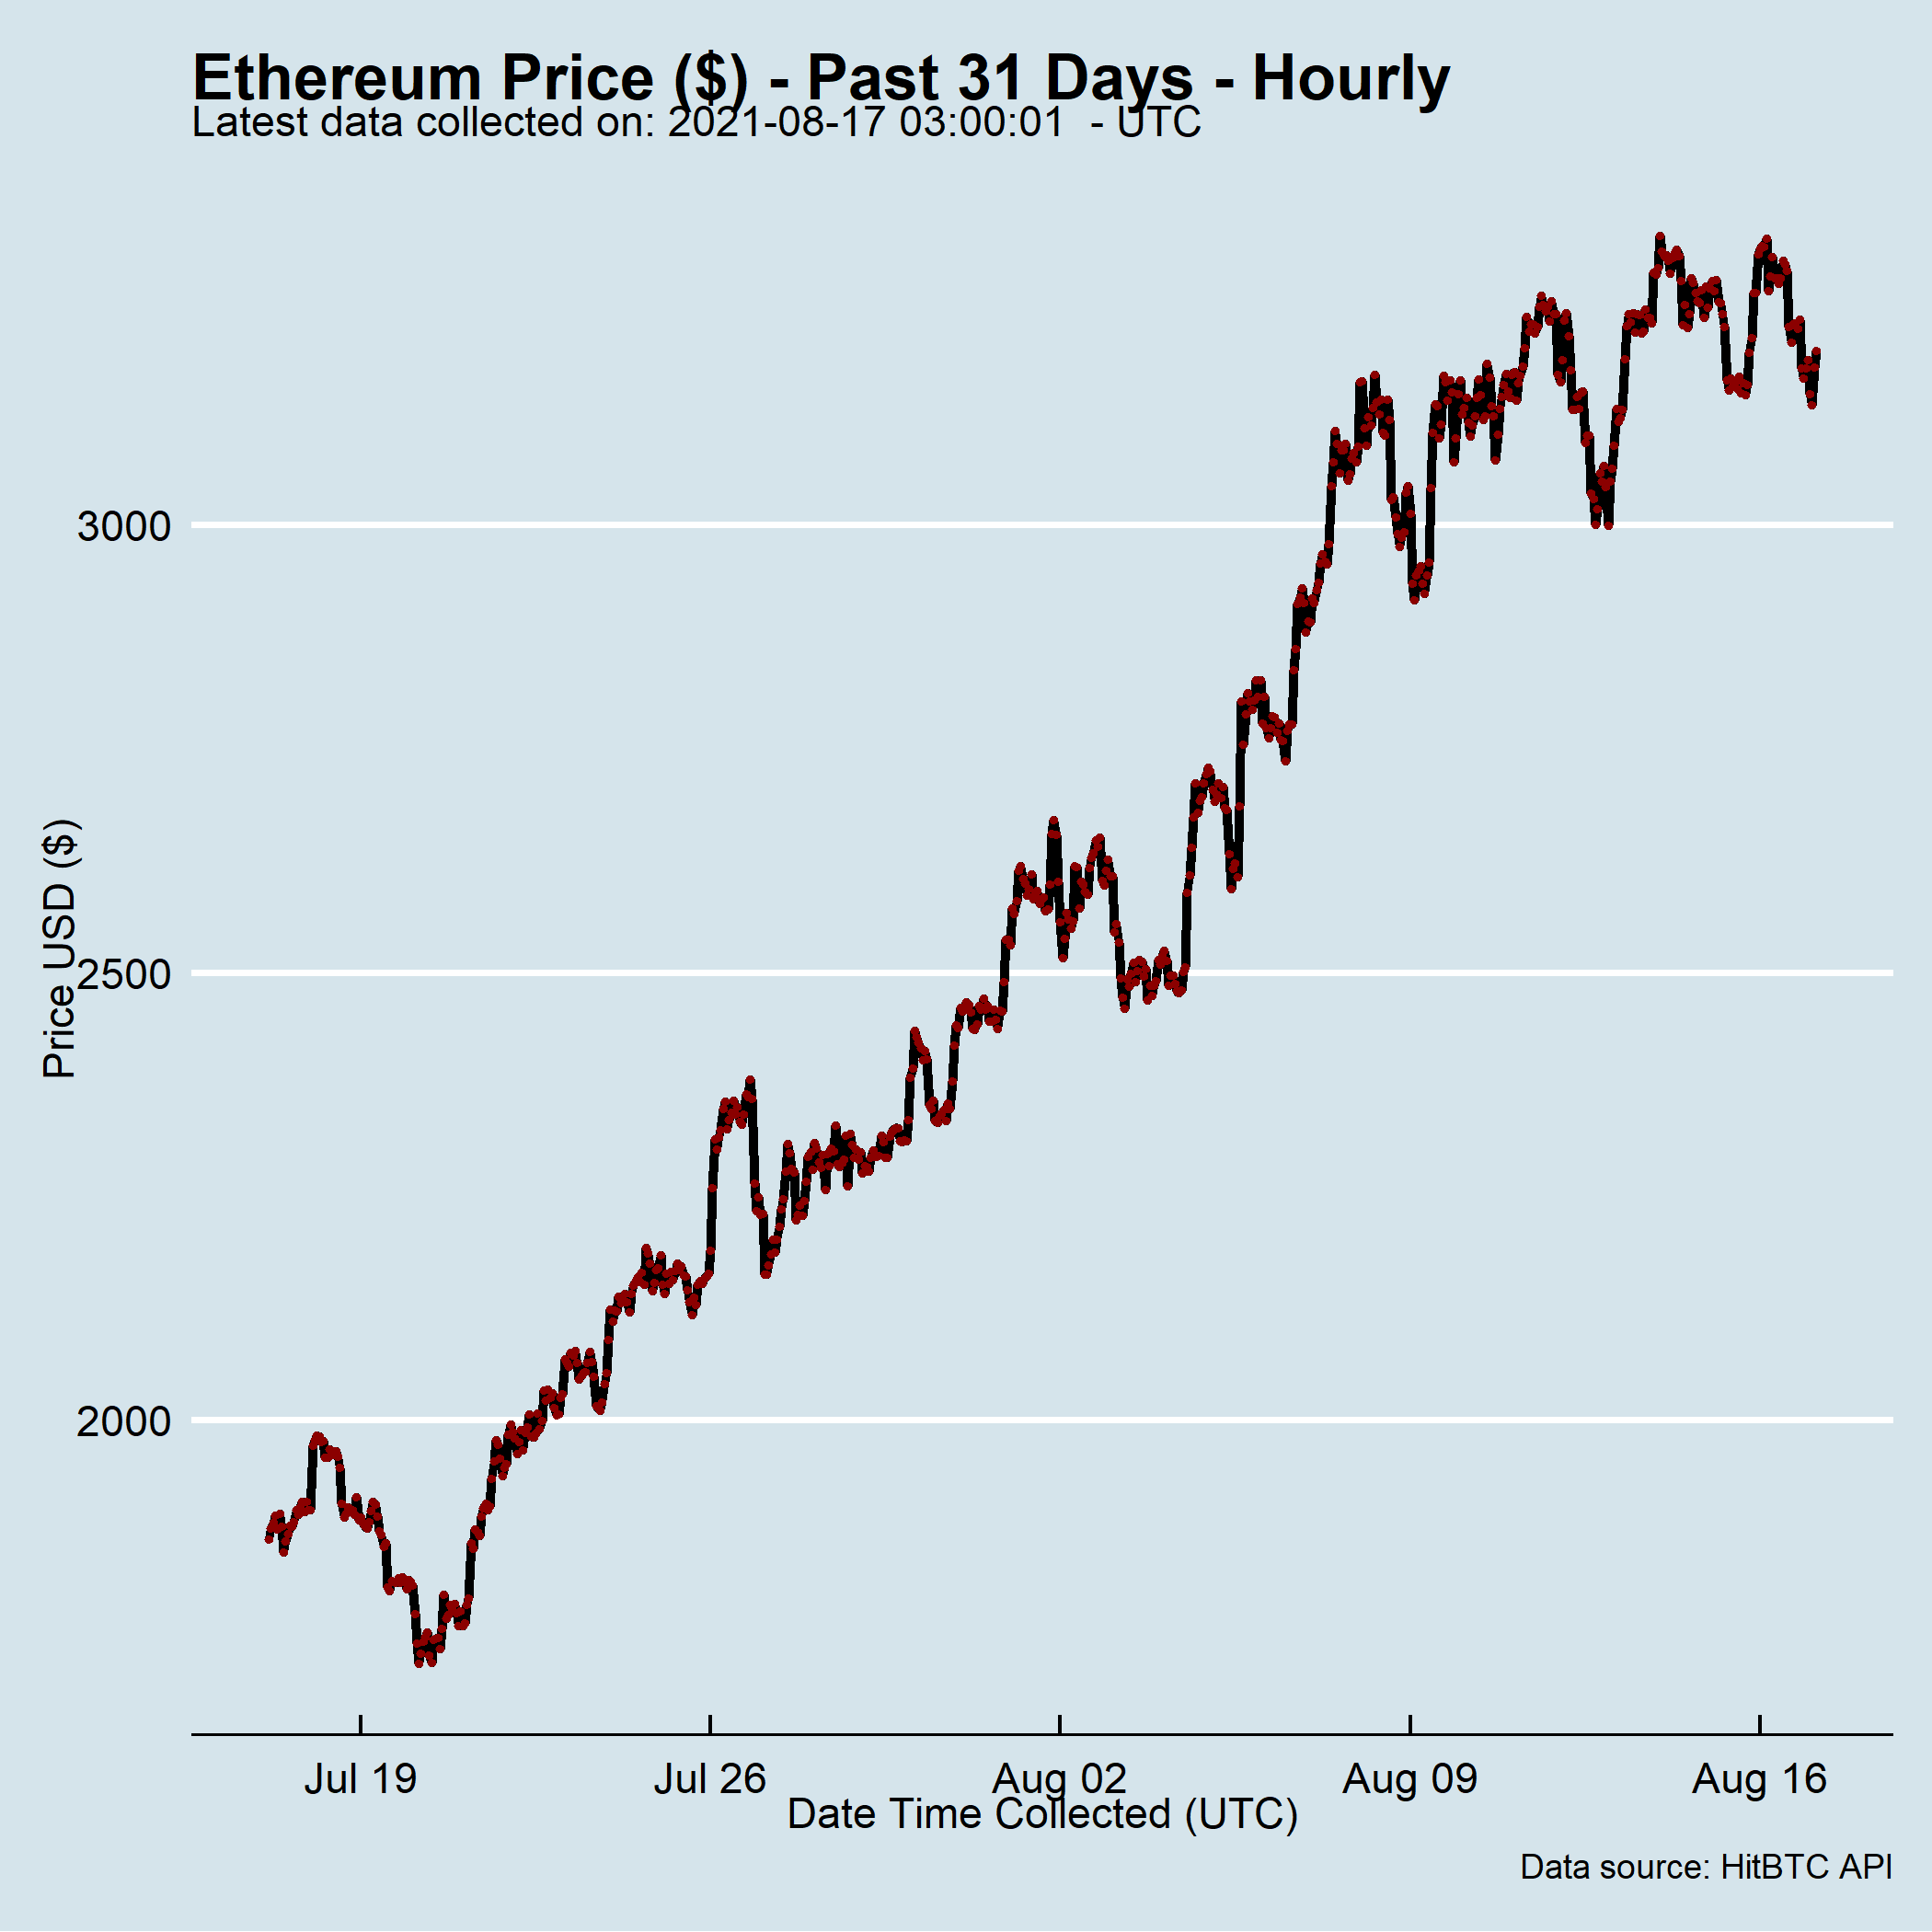 Ethereum Price ($) - Past 31 Days - Hourly
Latest data collected on: 2021-08-17 03:00:01  - UTC
Price USD ($)
3000
2500
2000
Jul 19
Jul 26
Aug 02
Aug 09
Aug 16
Date Time Collected (UTC)
Data source: HitBTC API